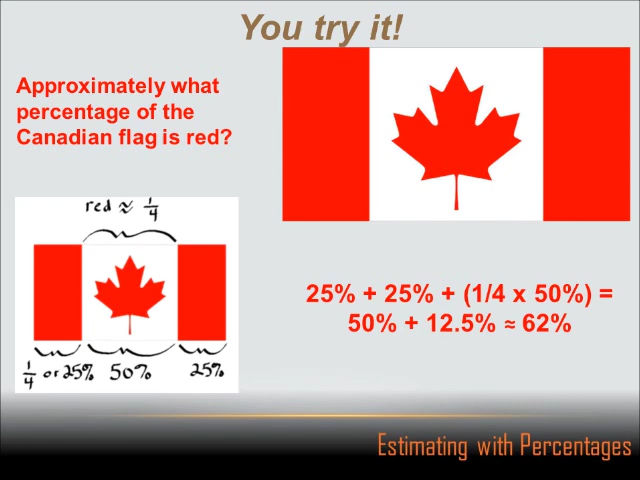 You try it!
Approximately what
percentage of the
Canadian flag is red?
red ≈ 1/4
1/4 or 25% 50% 25%
25% + 25% + (1/4 x 50%) =
50% + 12.5% ≈ 62%
Estimating with Percentages